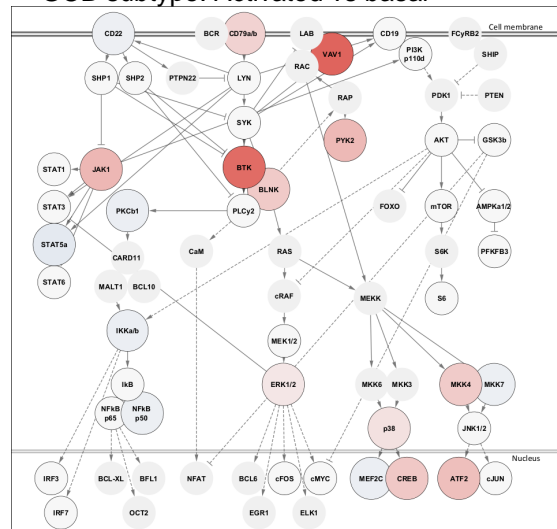 subtype: Activated vs basal
Cell membrane
CD22
BCR
CD79a/b
LAB
VAV1
CD19
PI3K
p110d
FCyRB2
SHIP
RAC
SHP1
SHP2
PTPN22
LYN
RAP
PDK1
PTEN
SYK
PYK2
AKT
GSK3b
STAT1
JAK1
BTK
BLNK
STAT3
PKCb1
PLCy2
FOXO
mTOR
AMPKa1/2
STAT5a
CARD11
CaM
RAS
S6K
PFKFB3
STAT6
MALT1
BCL10
cRAF
MEKK
S6
IKKa/b
MEK1/2
IkB
ERK1/2
MKK6
MKK3
MKK4
MKK7
NFkB
p65
NFkB
p50
p38
JNK1/2
Nucleus
IRF3
BCL-XL
BFL1
NFAT
BCL6
cFOS
cMYC
MEF2C
CREB
ATF2
cJUN
IRF7
OCT2
EGR1
ELK1